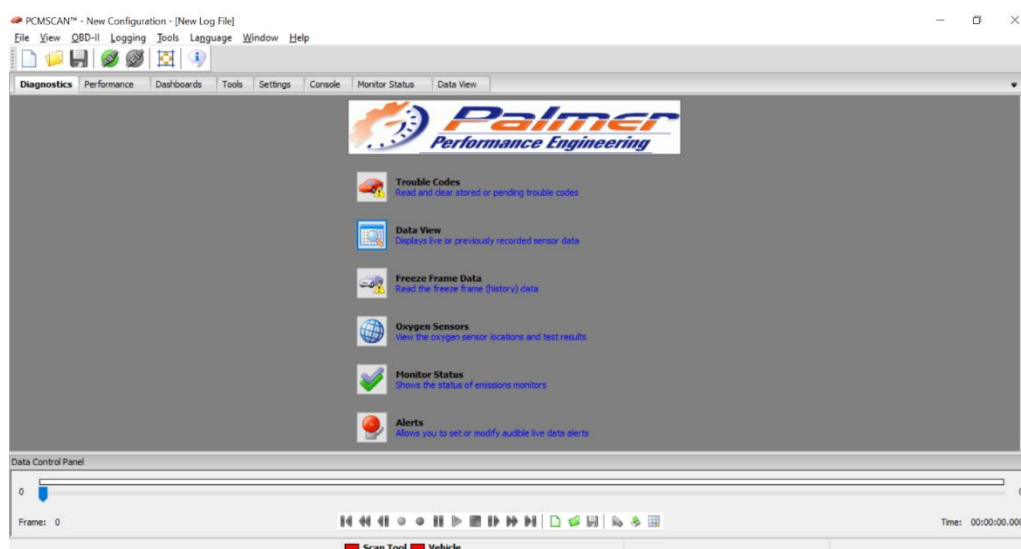 PCMSCAN™ - New Configuration - [New Log File]
File View OBD-II Logging Tools Language Window Help
Diagnostics Performance Dashboards Tools Settings Console Monitor Status Data View
Palmer
Performance Engineering
Trouble Codes
Read and clear stored or pending trouble codes
Data View
Displays live or previously recorded sensor data
Freeze Frame Data
Read the freeze frame (history) data
Oxygen Sensors
View the oxygen sensor locations and test results
Monitor Status
Shows the status of emissions monitors
Alerts
Allows you to set or modify audible live data alerts
Data Control Panel
0
Frame: 0
Time: 00:00:00.000
Scan Tool Vehicle